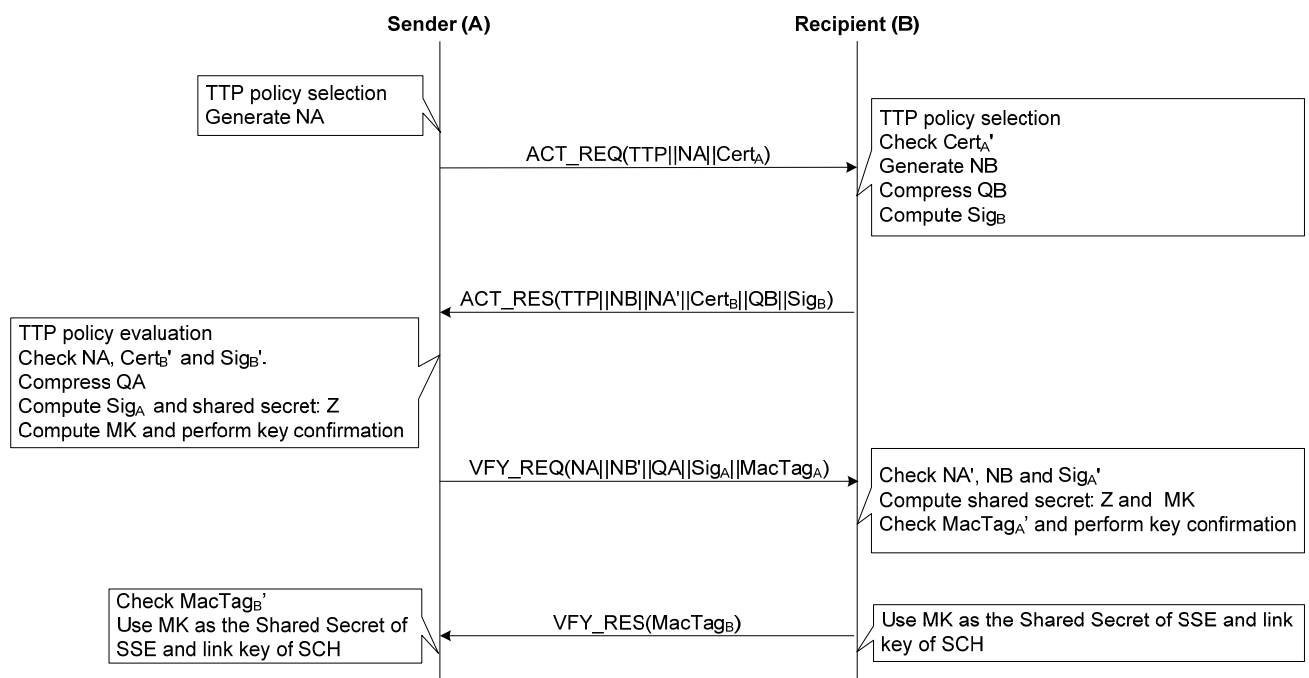 Sender (A)
Recipient (B)
TTP policy selection
Generate NA
TTP policy selection
Check CertA'
Generate NB
Compress QB
Compute SigB
ACT_REQ(TTP||NA||CertA)
ACT_RES(TTP||NB||NA'||CertB||QB||SigB)
TTP policy evaluation
Check NA, CertB' and SigB'.
Compress QA
Compute SigA and shared secret: Z
Compute MK and perform key confirmation
VFY_REQ(NA||NB'||QA||SigA||MacTagA)
Check NA', NB and SigA'
Compute shared secret: Z and MK
Check MacTagA' and perform key confirmation
Check MacTagB'
Use MK as the Shared Secret of
SSE and link key of SCH
VFY_RES(MacTagB)
Use MK as the Shared Secret of SSE and link
key of SCH